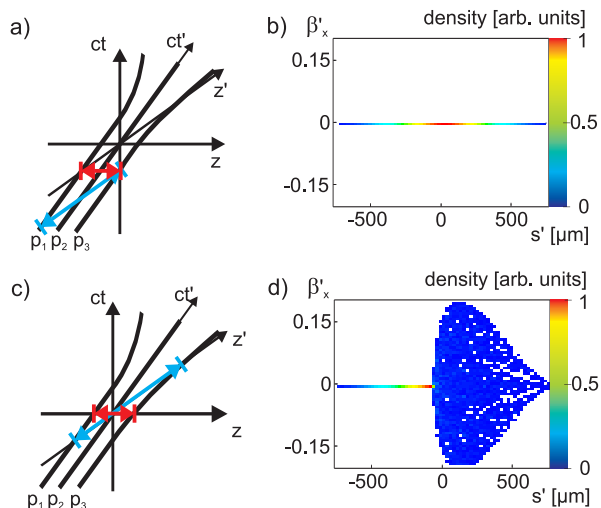 a)
ct
ct'
z'
z
p₁ p₂ p₃
b)
β'ₓ
density [arb. units]
0.15
0
-0.15
-500
0
500
s' [μm]
1
0.5
0
c)
ct
ct'
z'
z
p₁ p₂ p₃
d)
β'ₓ
density [arb. units]
0.15
0
-0.15
-500
0
500
s' [μm]
1
0.5
0